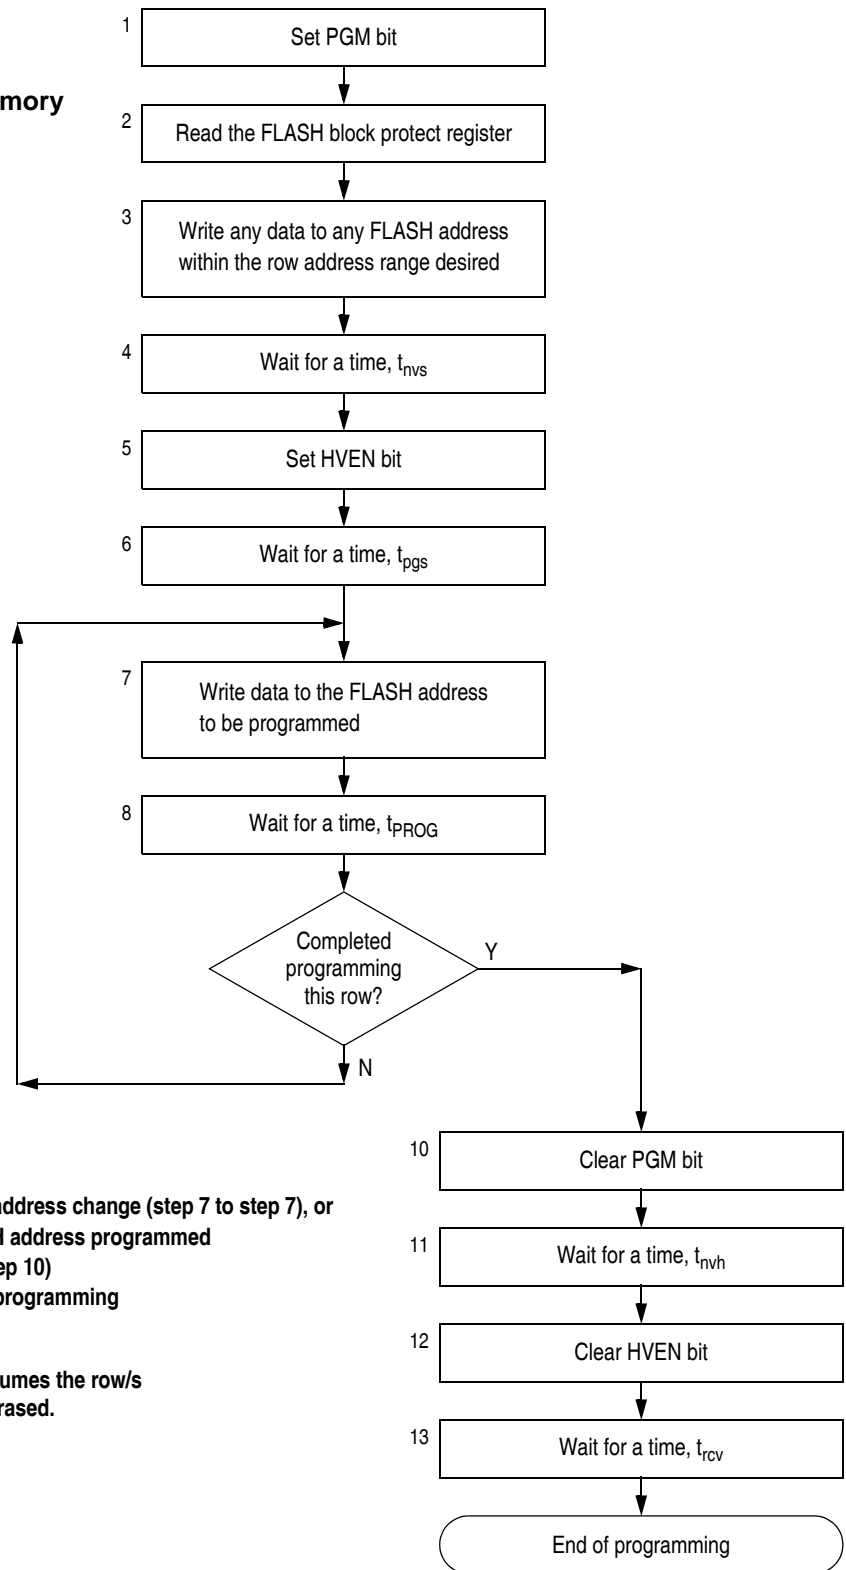 1
Set PGM bit
mory
2
Read the FLASH block protect register
3
Write any data to any FLASH address
within the row address range desired
4
Wait for a time, tnvs
5
Set HVEN bit
6
Wait for a time, tpgs
7
Write data to the FLASH address
to be programmed
8
Wait for a time, tPROG
Completed
programming
this row?
Y
N
10
Clear PGM bit
address change (step 7 to step 7), or
H address programmed
ep 10)
programming
11
Wait for a time, tnvh
12
Clear HVEN bit
umes the row/s
rased.
13
Wait for a time, trcv
End of programming